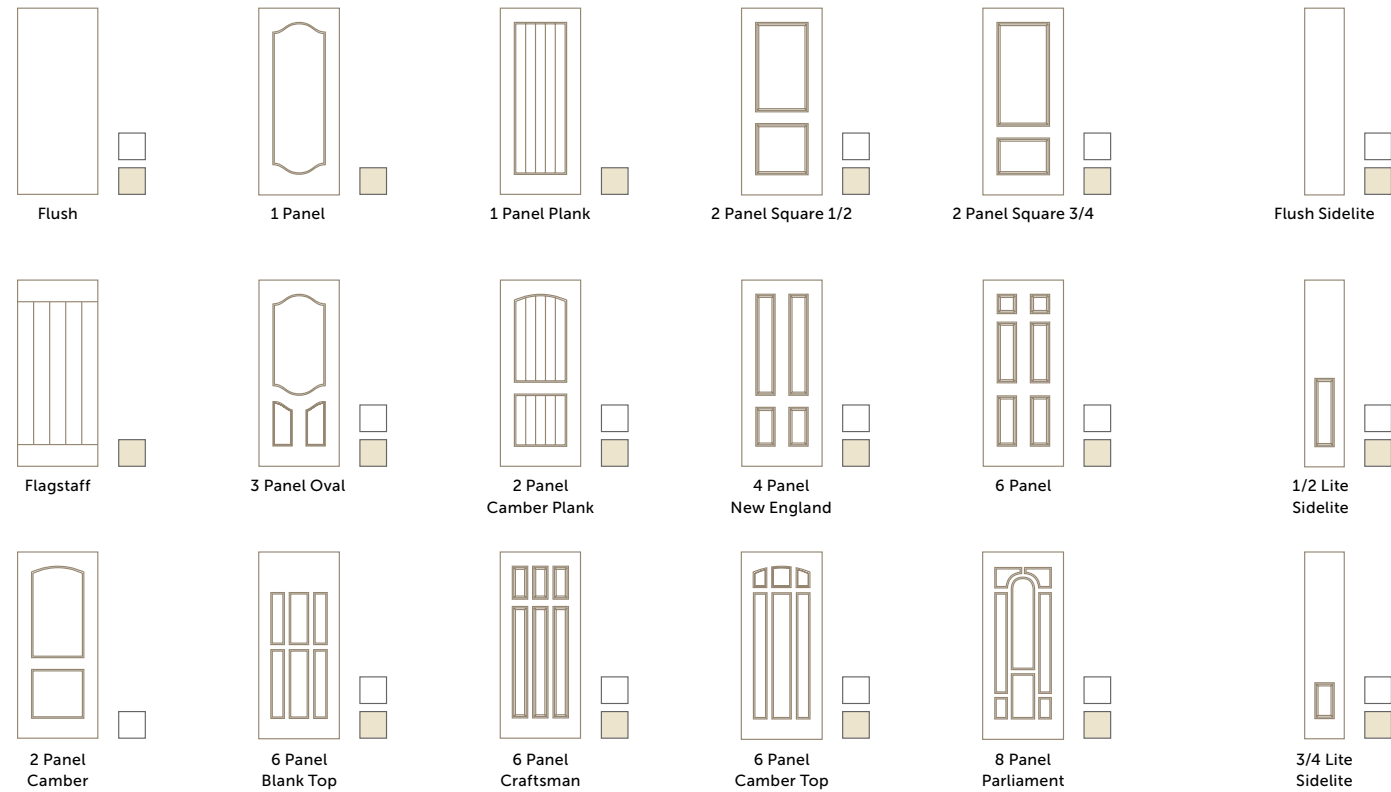 Flush
1 Panel
1 Panel Plank
2 Panel Square 1/2
2 Panel Square 3/4
Flush Sidelite
Flagstaff
3 Panel Oval
2 Panel
Camber Plank
4 Panel
New England
6 Panel
1/2 Lite
Sidelite
2 Panel
Camber
6 Panel
Blank Top
6 Panel
Craftsman
6 Panel
Camber Top
8 Panel
Parliament
3/4 Lite
Sidelite